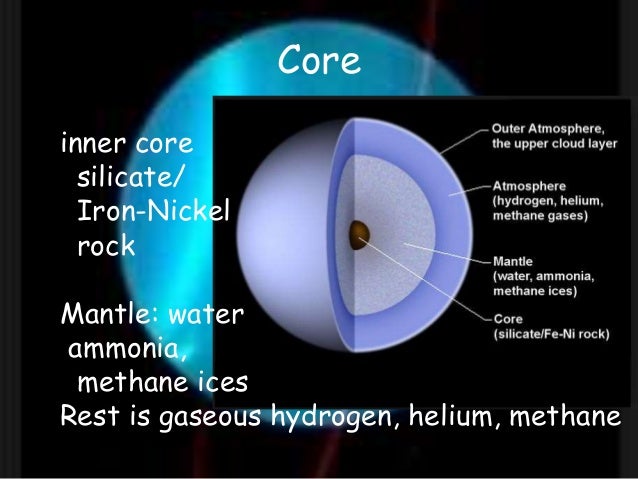 Core
inner core
silicate/
Iron-Nickel
rock
Mantle: water
ammonia,
methane ices
Rest is gaseous hydrogen, helium, methane
Outer Atmosphere,
the upper cloud layer
Atmosphere
(hydrogen, helium,
methane gases)
Mantle
(water, ammonia,
methane ices)
Core
(silicate/Fe-Ni rock)